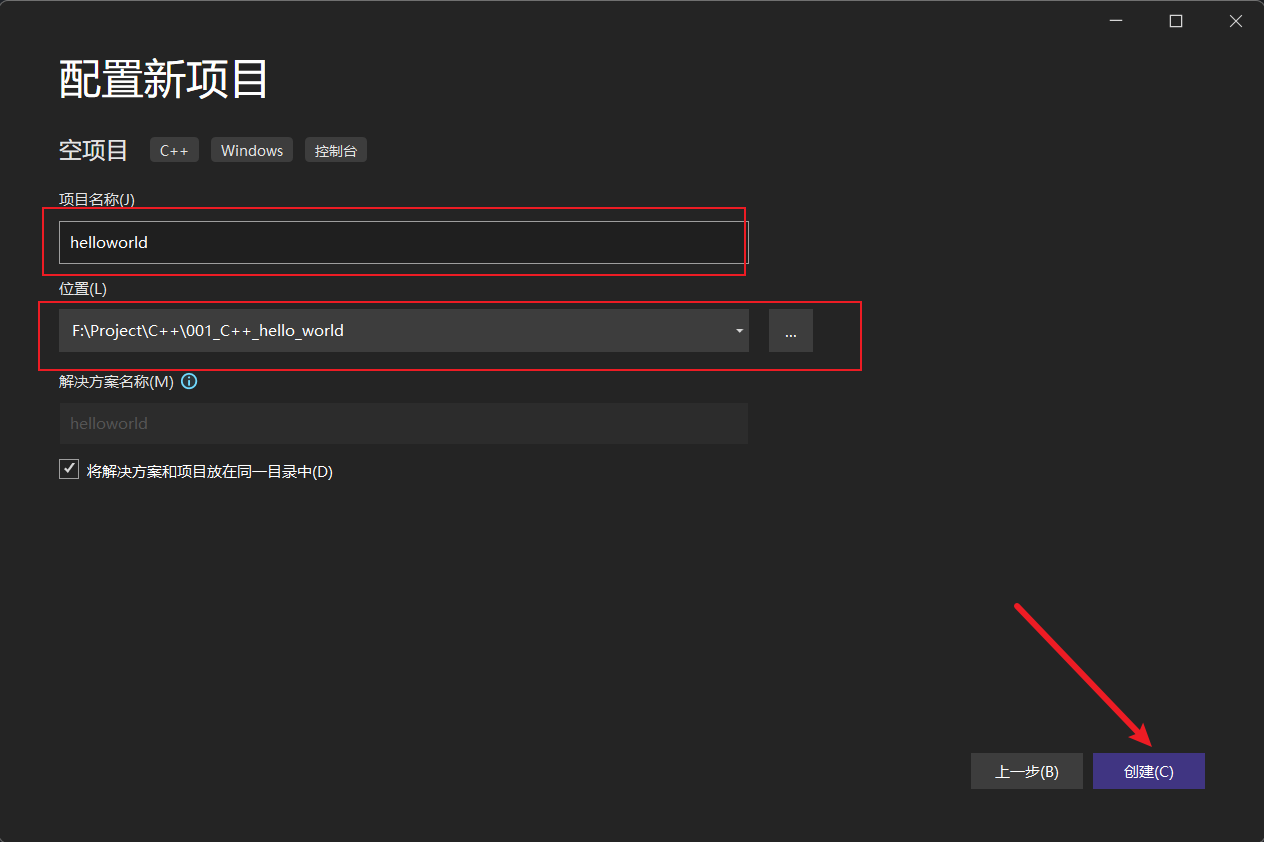 配置新项目
空项目 C++ Windows 控制台
项目名称(J)
helloworld
位置(L)
F:\Project\C++\001_C++_hello_world ...
解决方案名称(M)
helloworld
将解决方案和项目放在同一目录中(D)
上一步(B) 创建(C)